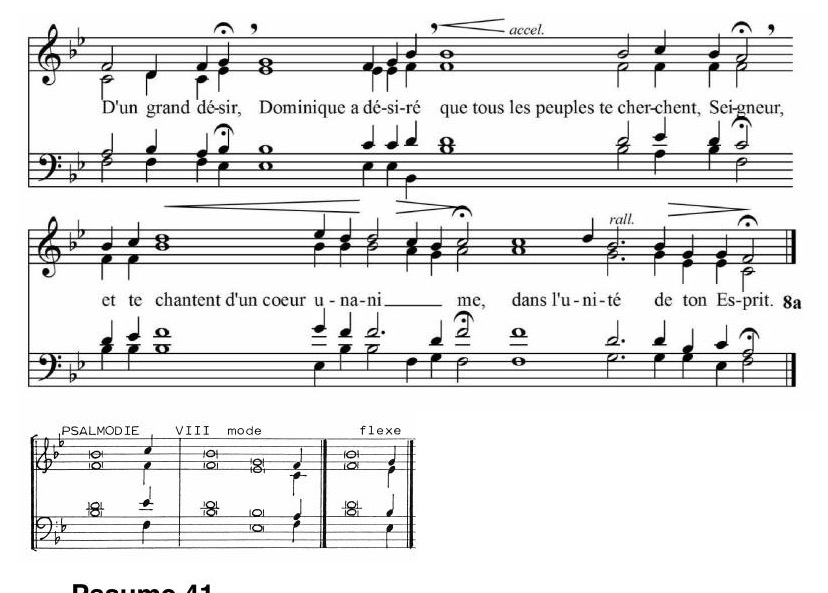 accel.
D'un grand dé-sir, Dominique a dé-si-ré que tous les peuples te cher-chent, Sei-gneur,
rall.
et te chantent d'un coeur u - na-ni me, dans l'u - ni - té de ton Es-prit. 8a
PSALMODIE VIII mode flexe
Psaume 41